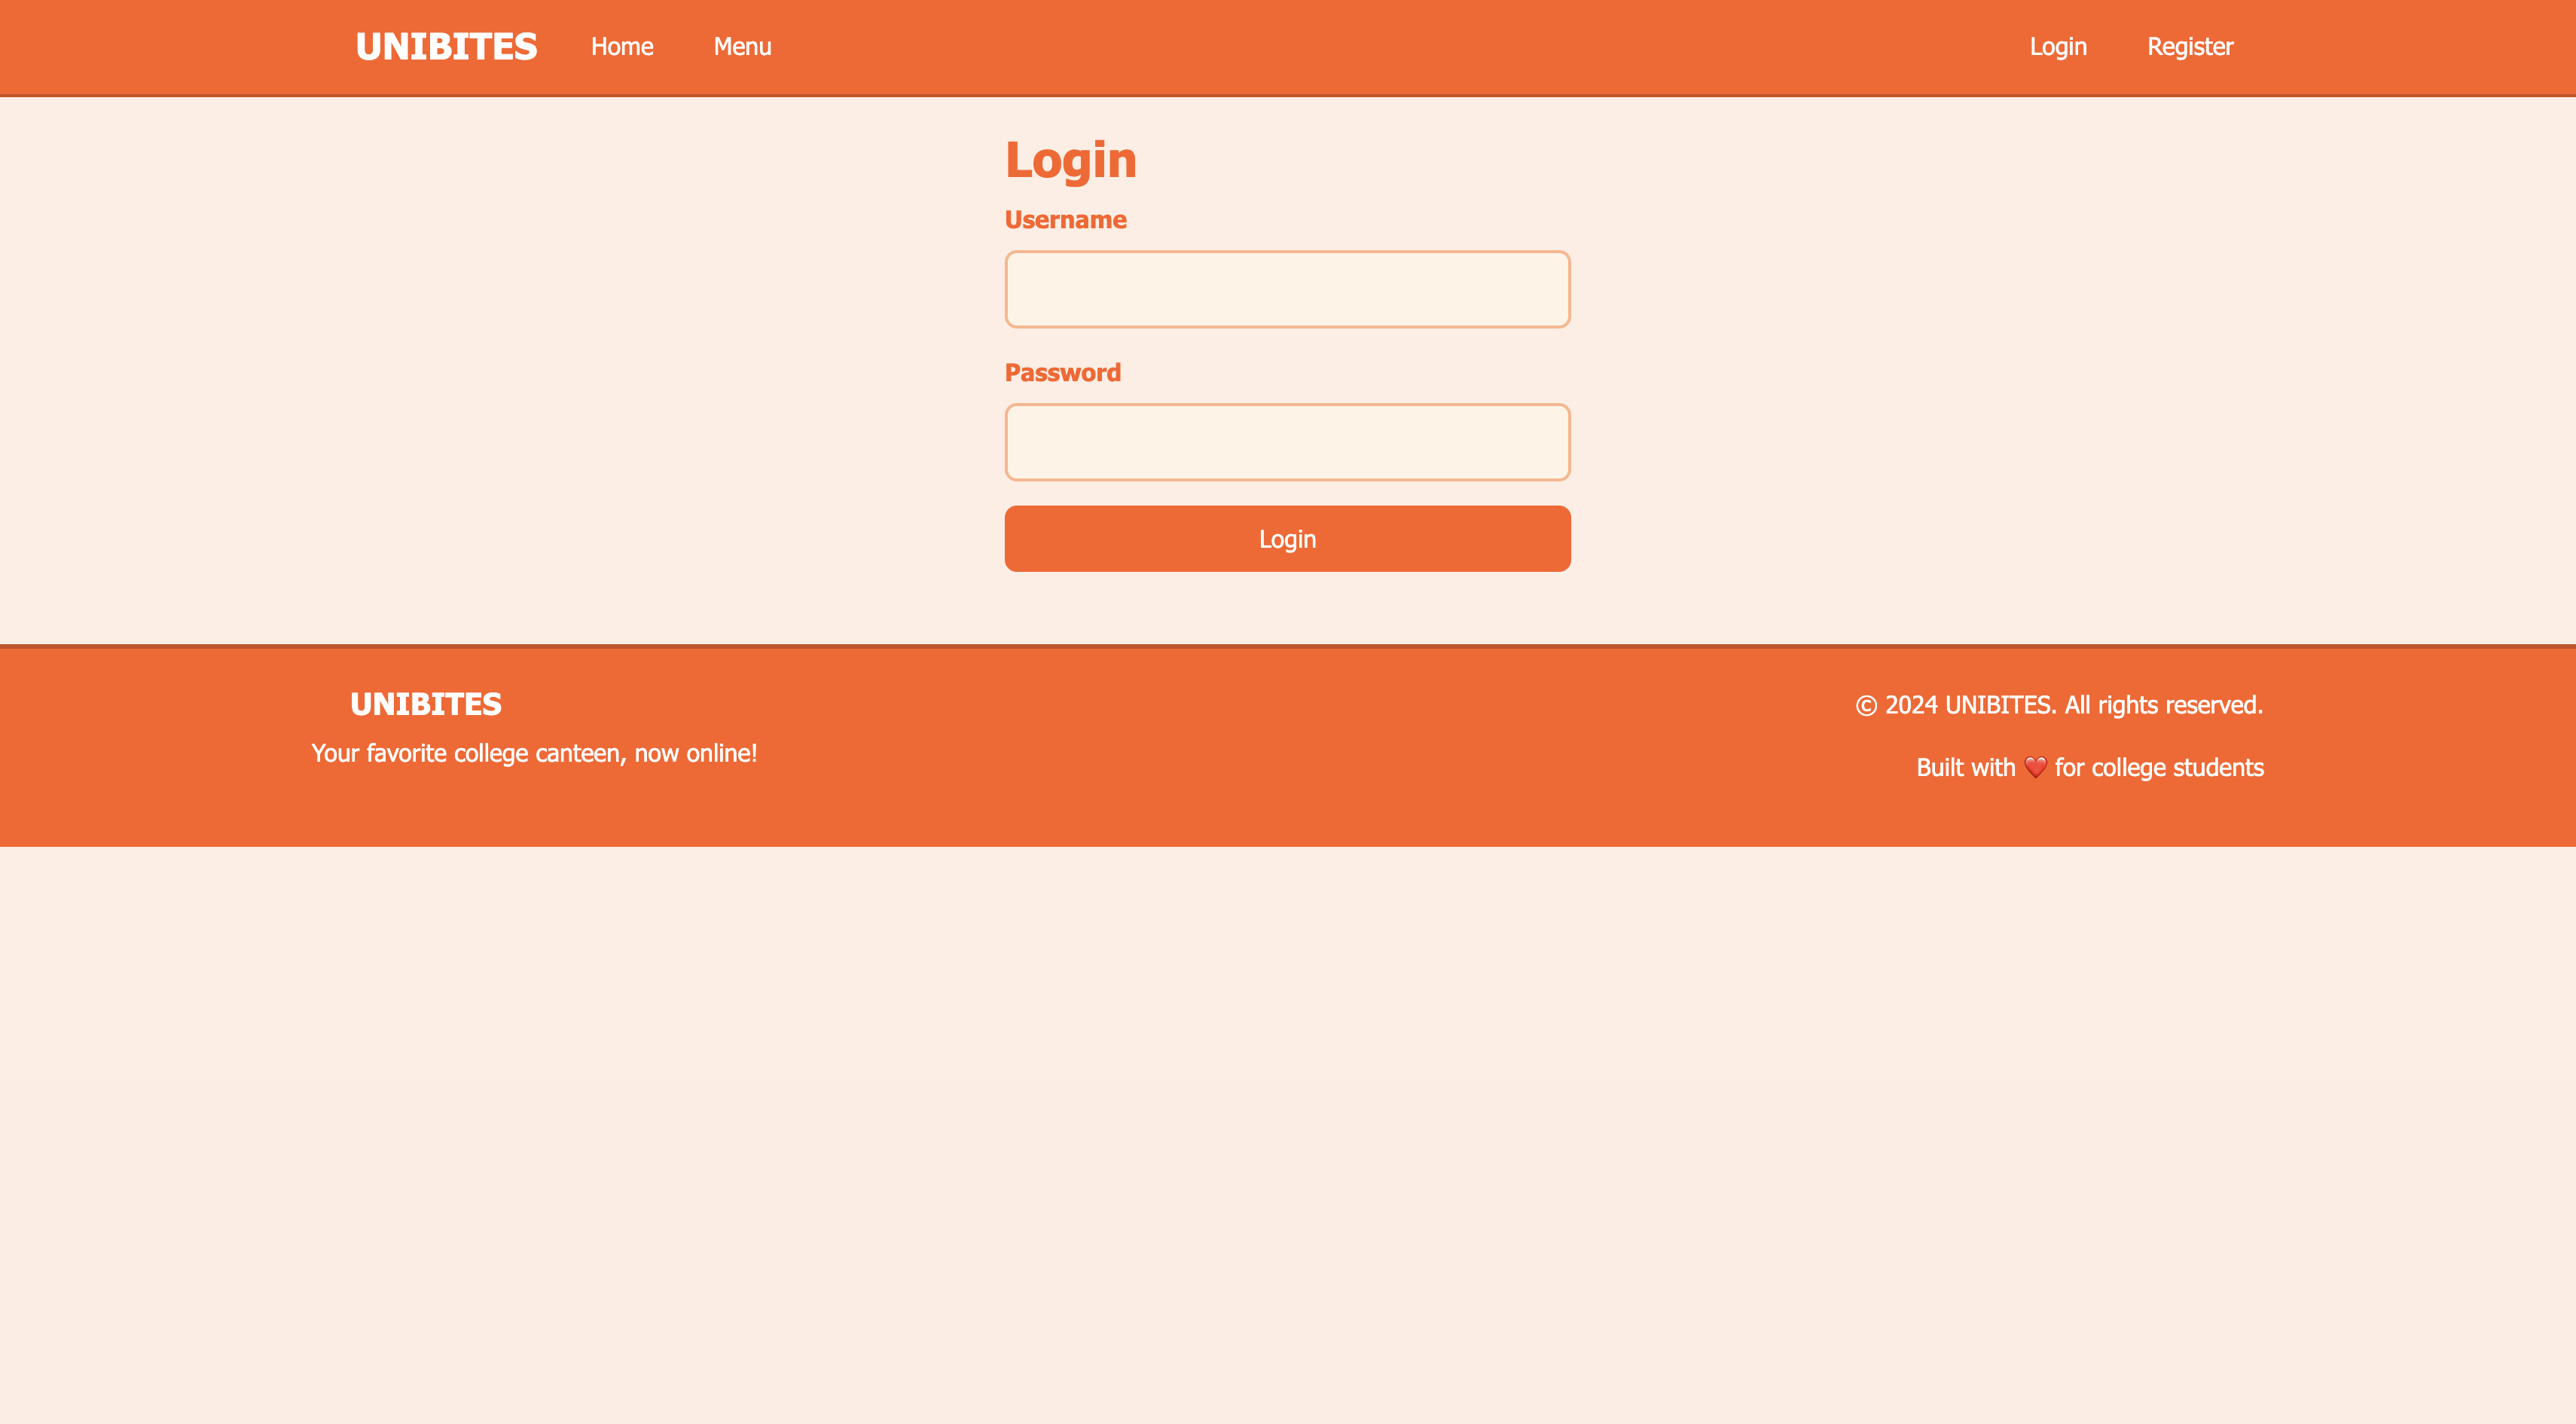 UNIBITES Home Menu Login Register
Login
Username
Password
Login
UNIBITES
Your favorite college canteen, now online!
© 2024 UNIBITES. All rights reserved.
Built with ❤️ for college students